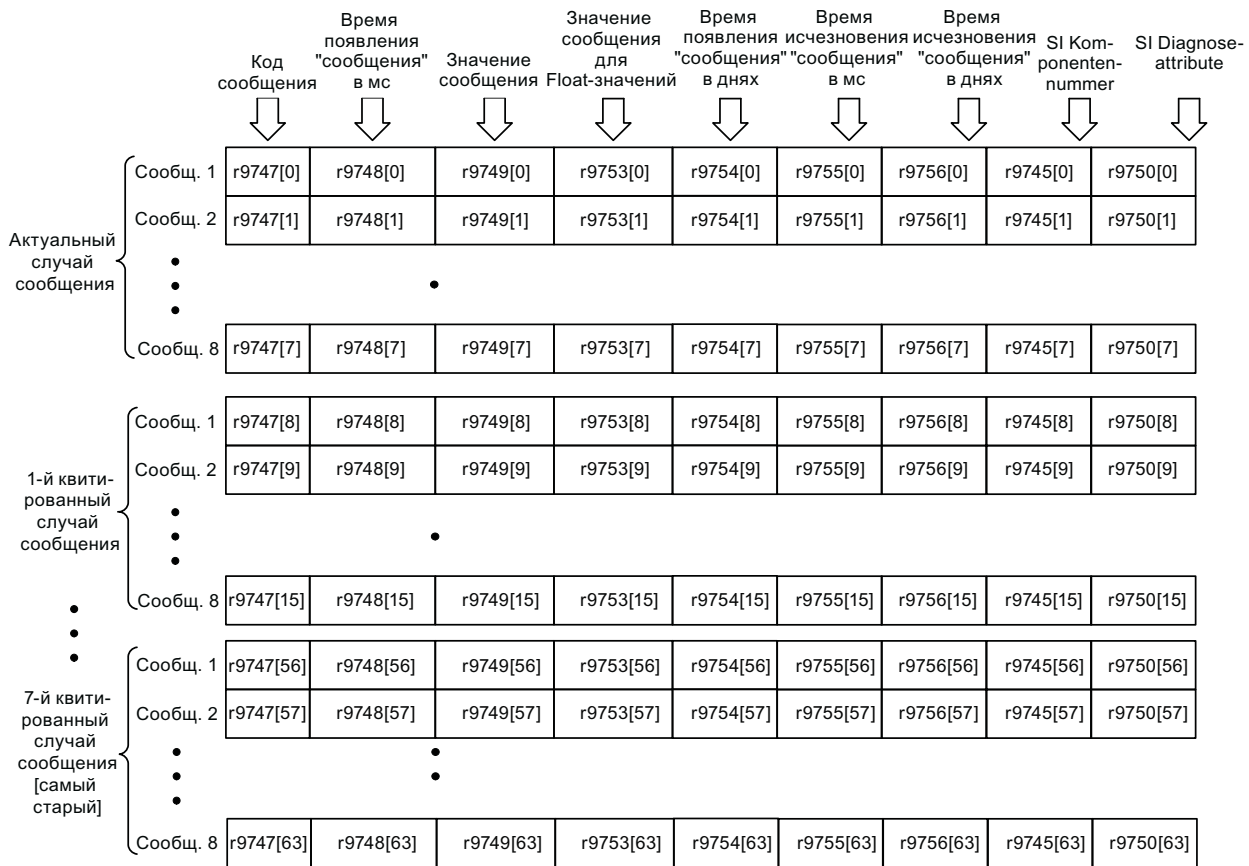 Код
сообщения
Время
появления
"сообщения"
в мс
Значение
сообщения
Значение
сообщения
для
Float-значений
Время
появления
"сообщения"
в днях
Время
исчезновения
"сообщения"
в мс
Время
исчезновения
"сообщения"
в днях
SI Kom-
ponenten-
nummer
SI Diagnose-
attribute
Актуальный
случай
сообщения
Сообщ. 1 r9747[0] r9748[0] r9749[0] r9753[0] r9754[0] r9755[0] r9756[0] r9745[0] r9750[0]
Сообщ. 2 r9747[1] r9748[1] r9749[1] r9753[1] r9754[1] r9755[1] r9756[1] r9745[1] r9750[1]
Сообщ. 8 r9747[7] r9748[7] r9749[7] r9753[7] r9754[7] r9755[7] r9756[7] r9745[7] r9750[7]
1-й квити-
рованный
случай
сообщения
Сообщ. 1 r9747[8] r9748[8] r9749[8] r9753[8] r9754[8] r9755[8] r9756[8] r9745[8] r9750[8]
Сообщ. 2 r9747[9] r9748[9] r9749[9] r9753[9] r9754[9] r9755[9] r9756[9] r9745[9] r9750[9]
Сообщ. 8 r9747[15] r9748[15] r9749[15] r9753[15] r9754[15] r9755[15] r9756[15] r9745[15] r9750[15]
7-й квити-
рованный
случай
сообщения
[самый
старый]
Сообщ. 1 r9747[56] r9748[56] r9749[56] r9753[56] r9754[56] r9755[56] r9756[56] r9745[56] r9750[56]
Сообщ. 2 r9747[57] r9748[57] r9749[57] r9753[57] r9754[57] r9755[57] r9756[57] r9745[57] r9750[57]
Сообщ. 8 r9747[63] r9748[63] r9749[63] r9753[63] r9754[63] r9755[63] r9756[63] r9745[63] r9750[63]